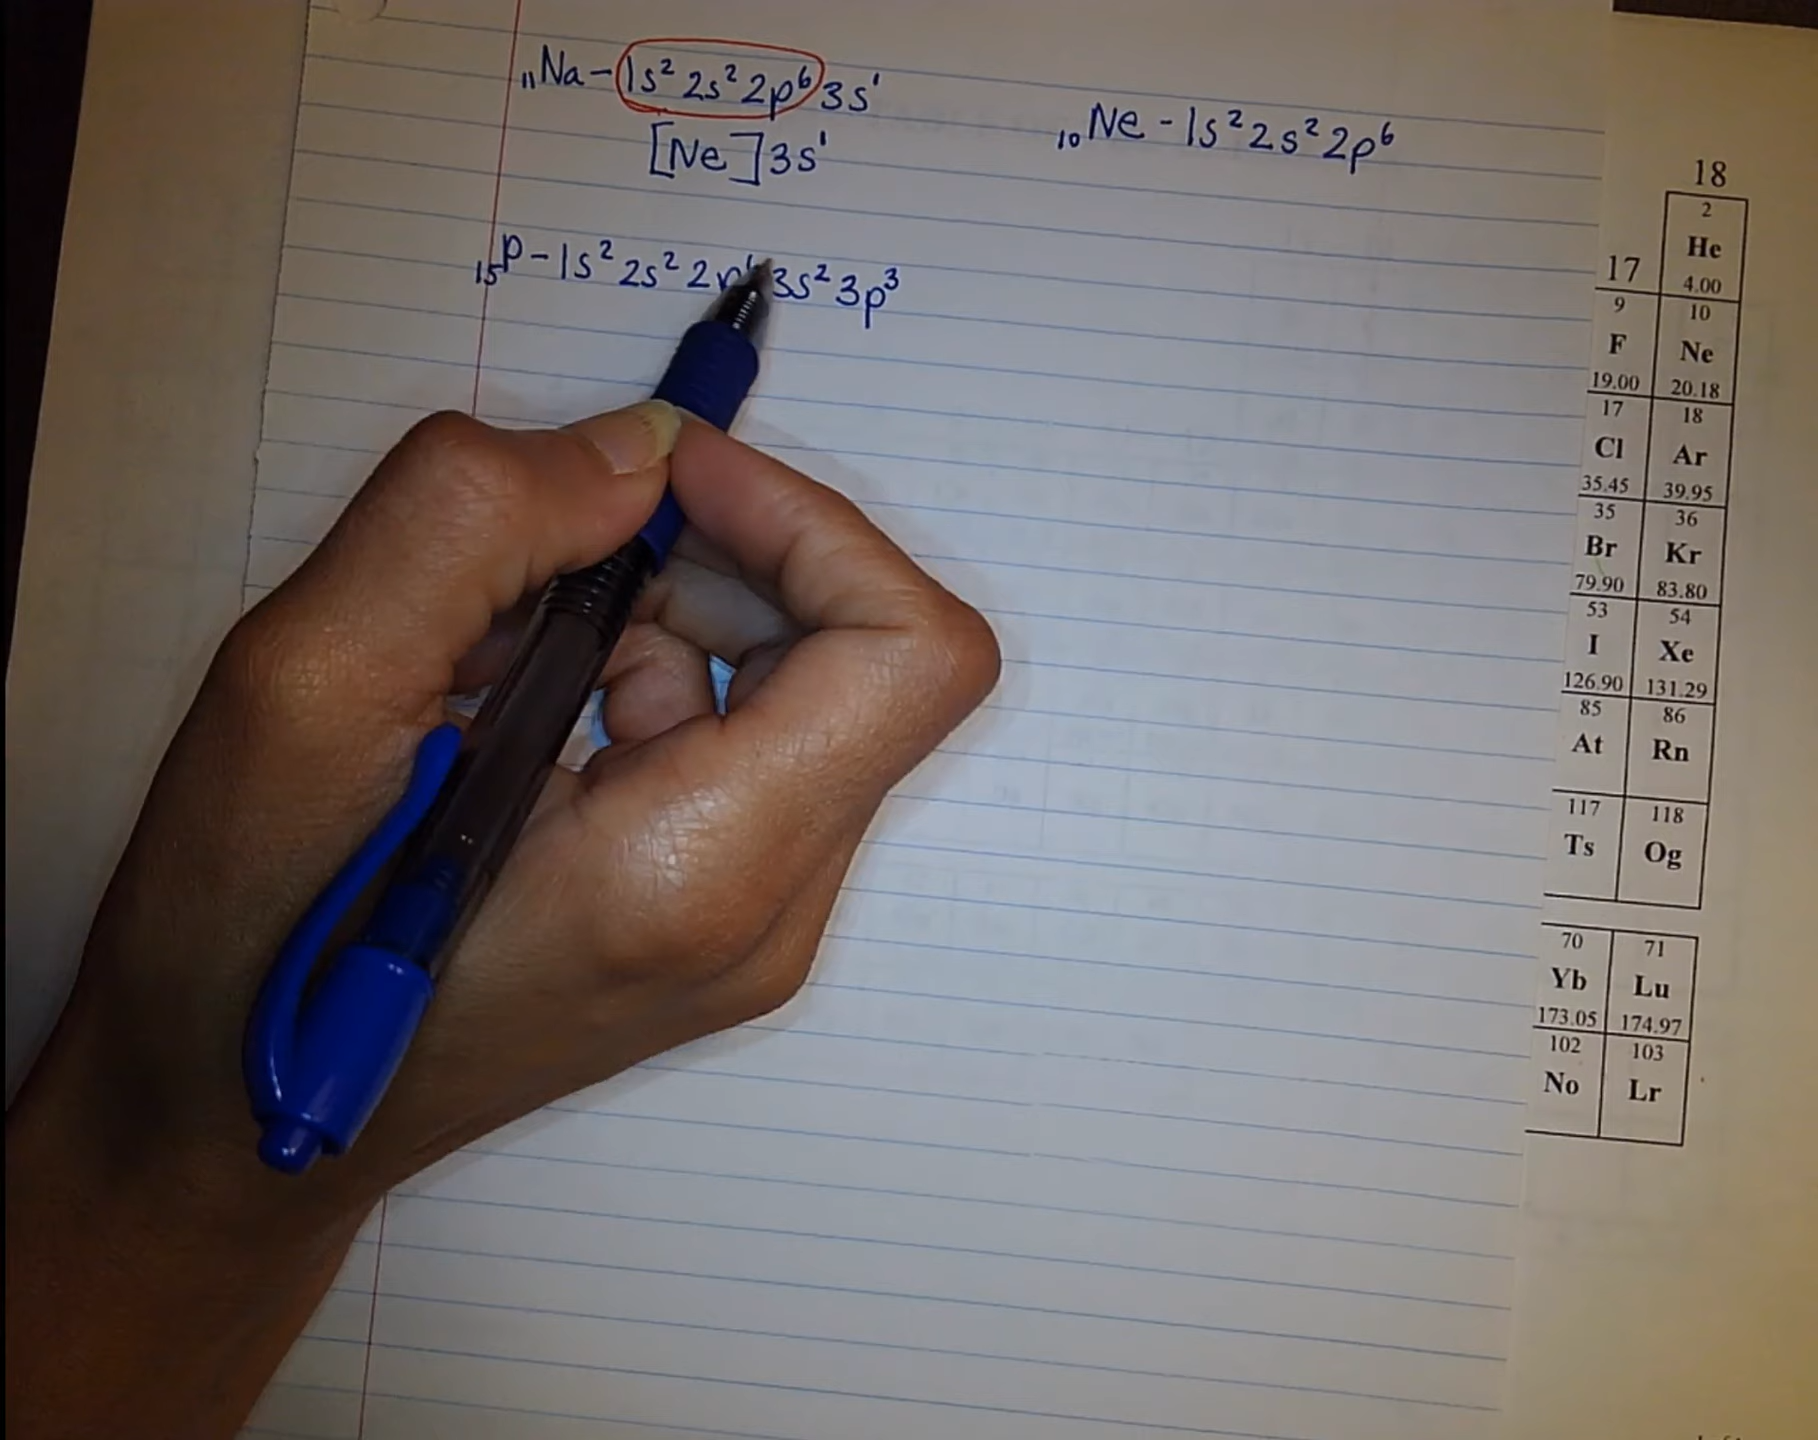 ₁₁Na - 1s² 2s² 2p⁶ 3s¹
[Ne] 3s¹
₁₀Ne - 1s² 2s² 2p⁶
₁₅P - 1s² 2s² 3s² 3p³
18
2
He
4.00
17
9
F
19.00
10
Ne
20.18
17
Cl
35.45
18
Ar
39.95
35
Br
79.90
36
Kr
83.80
53
I
126.90
54
Xe
131.29
85
At
86
Rn
117
Ts
118
Og
70
Yb
173.05
71
Lu
174.97
102
No
103
Lr